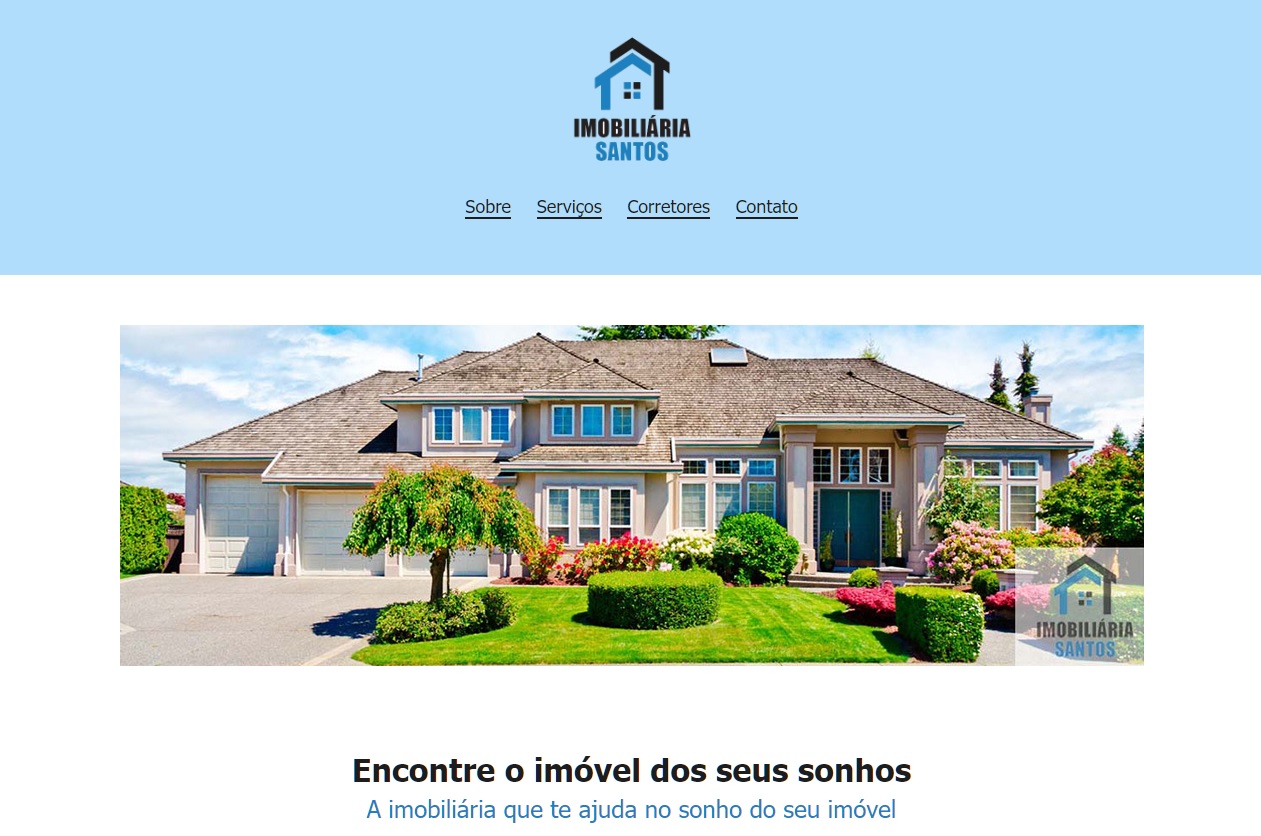 IMOBILIÁRIA
SANTOS
Sobre Serviços Corretores Contato
IMOBILIÁRIA
SANTOS
Encontre o imóvel dos seus sonhos
A imobiliária que te ajuda no sonho do seu imóvel